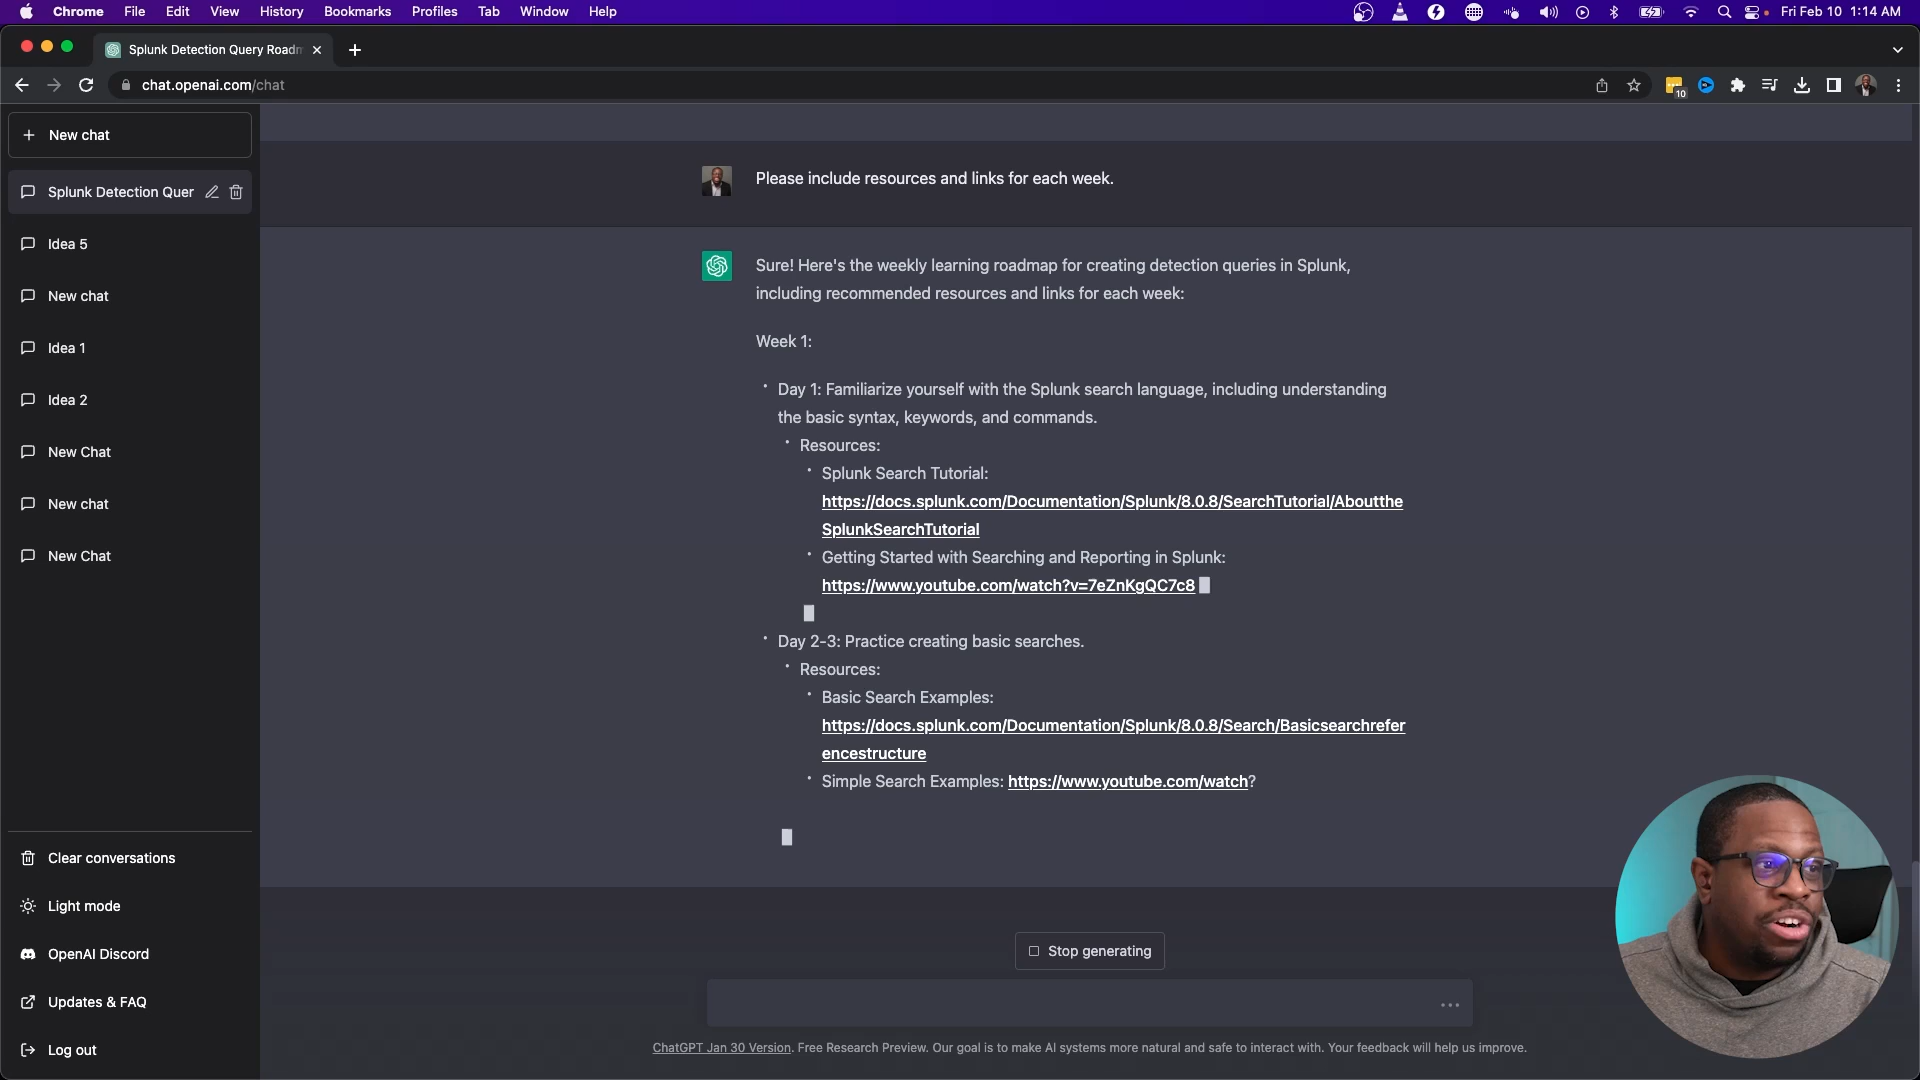 Chrome File Edit View History Bookmarks Profiles Tab Window Help Fri Feb 10 1:14 AM
Splunk Detection Query Roadm
chat.openai.com/chat
10
New chat
Splunk Detection Quer
Idea 5
New chat
Idea 1
Idea 2
New Chat
New chat
New Chat
Clear conversations
Light mode
OpenAI Discord
Updates & FAQ
Log out
Please include resources and links for each week.
Sure! Here's the weekly learning roadmap for creating detection queries in Splunk,
including recommended resources and links for each week:
Week 1:
Day 1: Familiarize yourself with the Splunk search language, including understanding
the basic syntax, keywords, and commands.
Resources:
Splunk Search Tutorial:
https://docs.splunk.com/Documentation/Splunk/8.0.8/SearchTutorial/Aboutthe
SplunkSearchTutorial
Getting Started with Searching and Reporting in Splunk:
https://www.youtube.com/watch?v=7eZnKgQC7c8
Day 2-3: Practice creating basic searches.
Resources:
Basic Search Examples:
https://docs.splunk.com/Documentation/Splunk/8.0.8/Search/Basicsearchrefer
encestructure
Simple Search Examples: https://www.youtube.com/watch?
Stop generating
ChatGPT Jan 30 Version. Free Research Preview. Our goal is to make AI systems more natural and safe to interact with. Your feedback will help us improve.